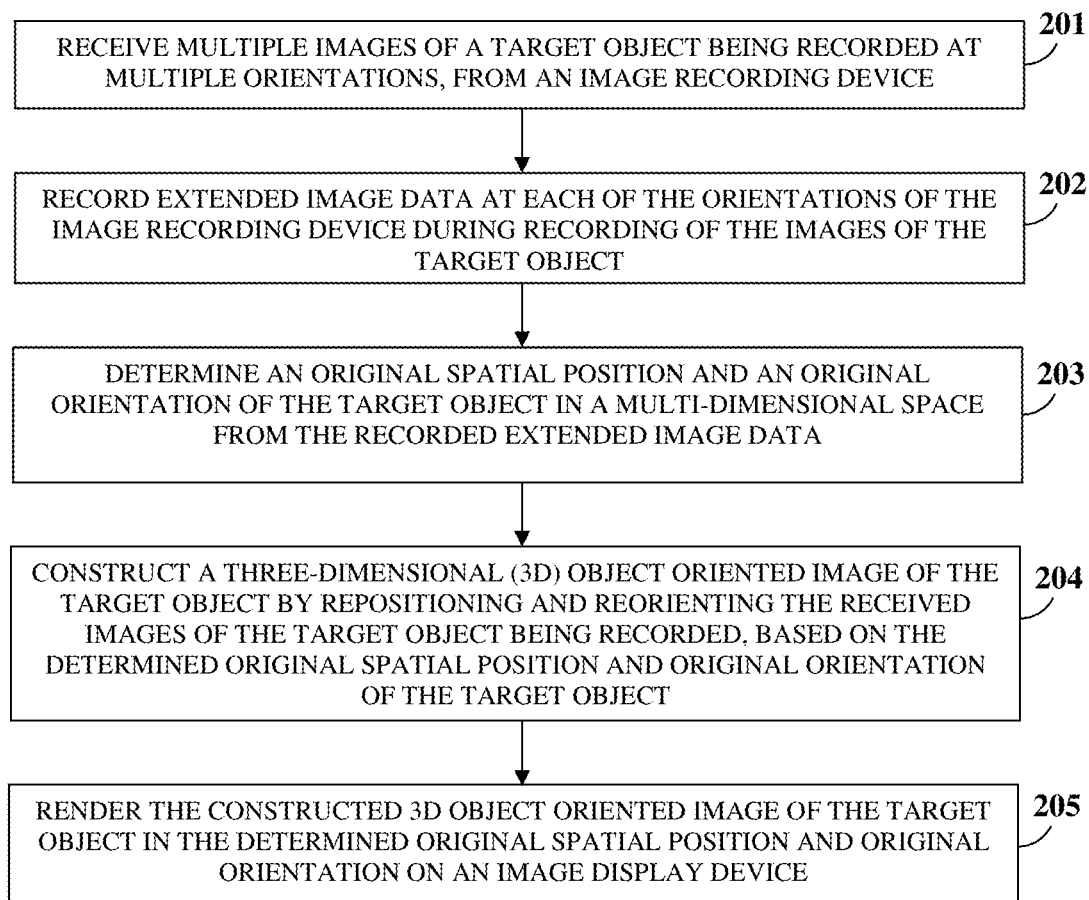 201
RECEIVE MULTIPLE IMAGES OF A TARGET OBJECT BEING RECORDED AT
MULTIPLE ORIENTATIONS, FROM AN IMAGE RECORDING DEVICE
202
RECORD EXTENDED IMAGE DATA AT EACH OF THE ORIENTATIONS OF THE
IMAGE RECORDING DEVICE DURING RECORDING OF THE IMAGES OF THE
TARGET OBJECT
203
DETERMINE AN ORIGINAL SPATIAL POSITION AND AN ORIGINAL
ORIENTATION OF THE TARGET OBJECT IN A MULTI-DIMENSIONAL SPACE
FROM THE RECORDED EXTENDED IMAGE DATA
204
CONSTRUCT A THREE-DIMENSIONAL (3D) OBJECT ORIENTED IMAGE OF THE
TARGET OBJECT BY REPOSITIONING AND REORIENTING THE RECEIVED
IMAGES OF THE TARGET OBJECT BEING RECORDED, BASED ON THE
DETERMINED ORIGINAL SPATIAL POSITION AND ORIGINAL ORIENTATION
OF THE TARGET OBJECT
205
RENDER THE CONSTRUCTED 3D OBJECT ORIENTED IMAGE OF THE TARGET
OBJECT IN THE DETERMINED ORIGINAL SPATIAL POSITION AND ORIGINAL
ORIENTATION ON AN IMAGE DISPLAY DEVICE